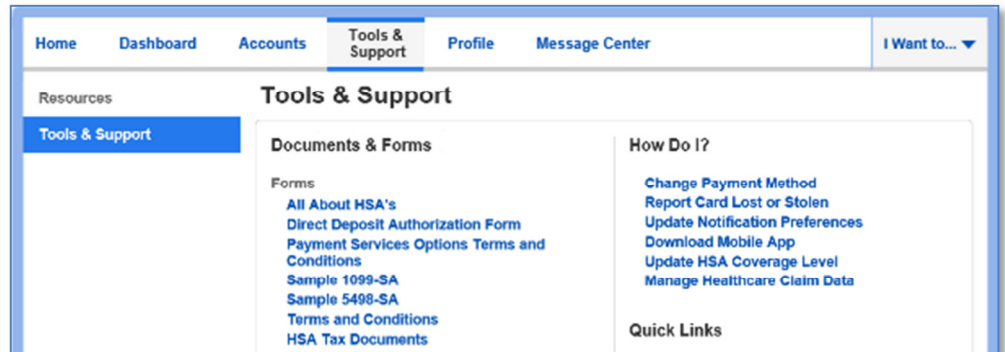 Home Dashboard Accounts Tools & Support Profile Message Center I Want to...
Resources
Tools & Support
Tools & Support
Documents & Forms
Forms
All About HSA's
Direct Deposit Authorization Form
Payment Services Options Terms and
Conditions
Sample 1099-SA
Sample 5498-SA
Terms and Conditions
HSA Tax Documents
How Do I?
Change Payment Method
Report Card Lost or Stolen
Update Notification Preferences
Download Mobile App
Update HSA Coverage Level
Manage Healthcare Claim Data
Quick Links